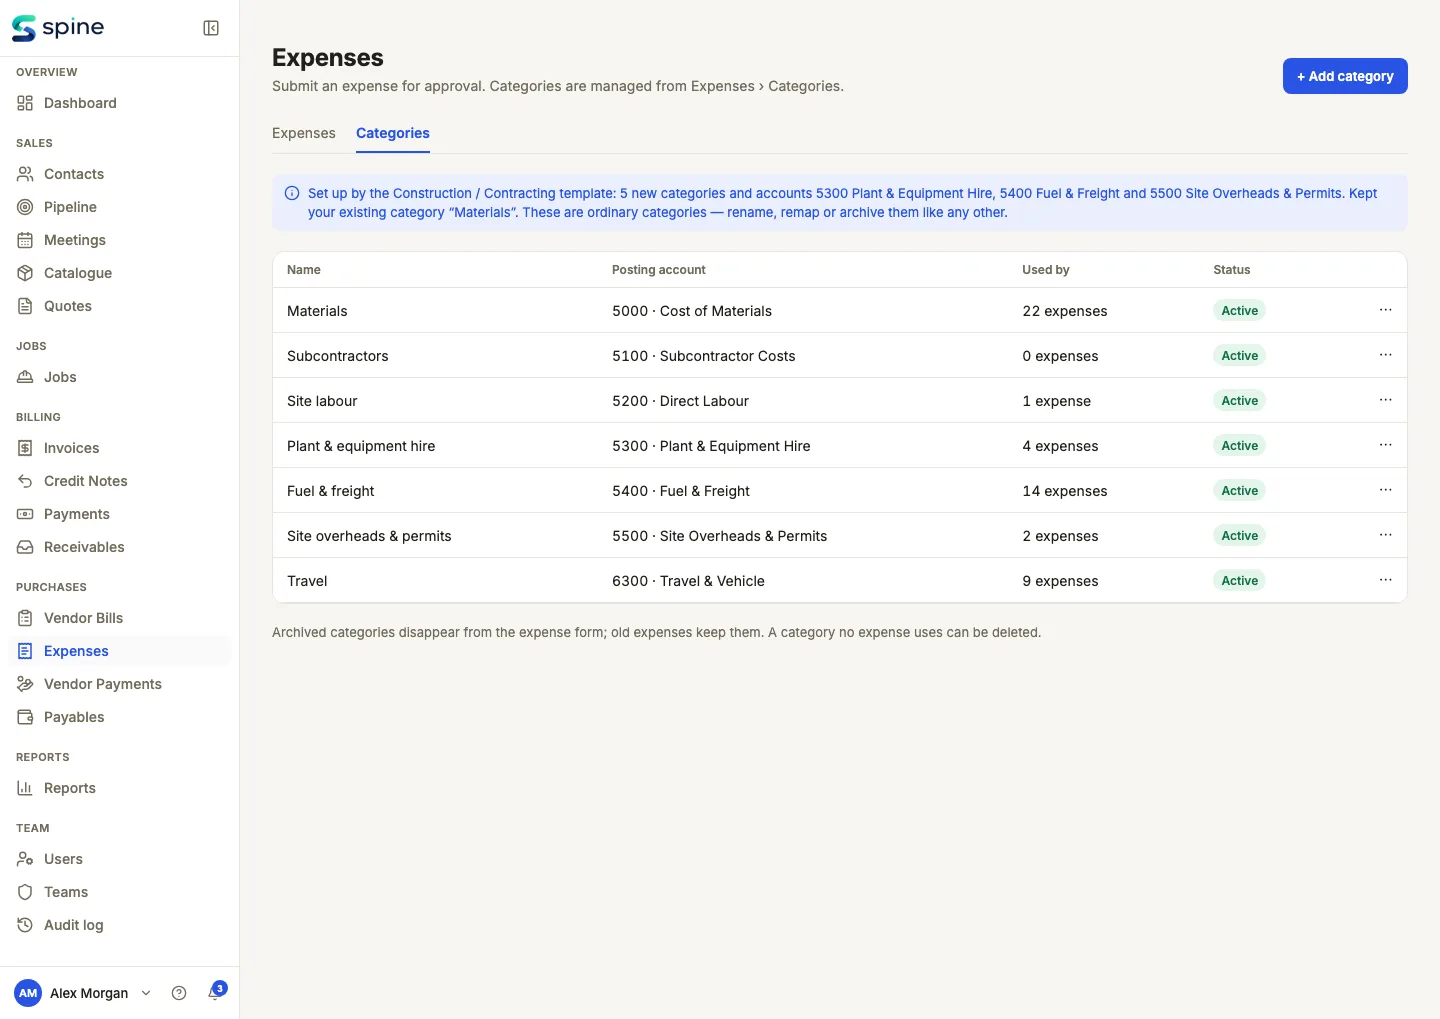 spine
OVERVIEW
Dashboard
SALES
Contacts
Pipeline
Meetings
Catalogue
Quotes
JOBS
Jobs
BILLING
Invoices
Credit Notes
Payments
Receivables
PURCHASES
Vendor Bills
Expenses
Vendor Payments
Payables
REPORTS
Reports
TEAM
Users
Teams
Audit log
AM Alex Morgan 3
Expenses
Submit an expense for approval. Categories are managed from Expenses › Categories.
+ Add category
Expenses Categories
Set up by the Construction / Contracting template: 5 new categories and accounts 5300 Plant & Equipment Hire, 5400 Fuel & Freight and 5500 Site Overheads & Permits. Kept
your existing category “Materials”. These are ordinary categories — rename, remap or archive them like any other.
Name Posting account Used by Status
Materials 5000 · Cost of Materials 22 expenses Active
Subcontractors 5100 · Subcontractor Costs 0 expenses Active
Site labour 5200 · Direct Labour 1 expense Active
Plant & equipment hire 5300 · Plant & Equipment Hire 4 expenses Active
Fuel & freight 5400 · Fuel & Freight 14 expenses Active
Site overheads & permits 5500 · Site Overheads & Permits 2 expenses Active
Travel 6300 · Travel & Vehicle 9 expenses Active
Archived categories disappear from the expense form; old expenses keep them. A category no expense uses can be deleted.